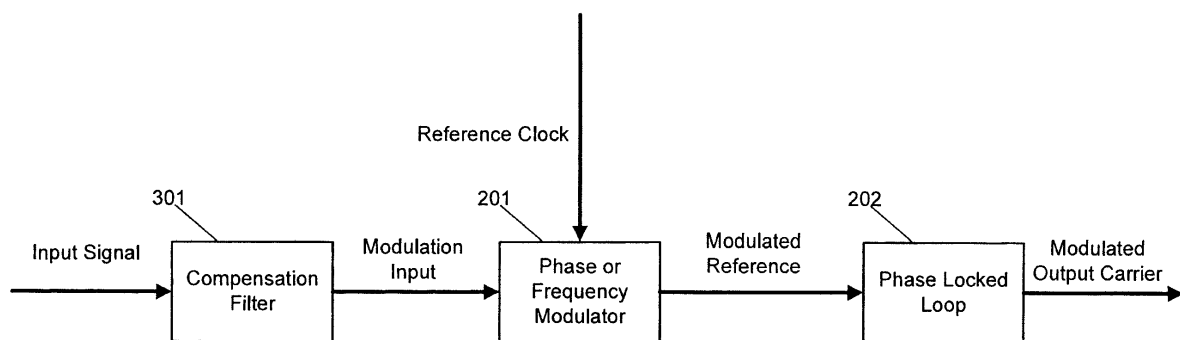 Reference Clock
301
201
202
Input Signal
Compensation
Filter
Modulation
Input
Phase or
Frequency
Modulator
Modulated
Reference
Phase Locked
Loop
Modulated
Output Carrier